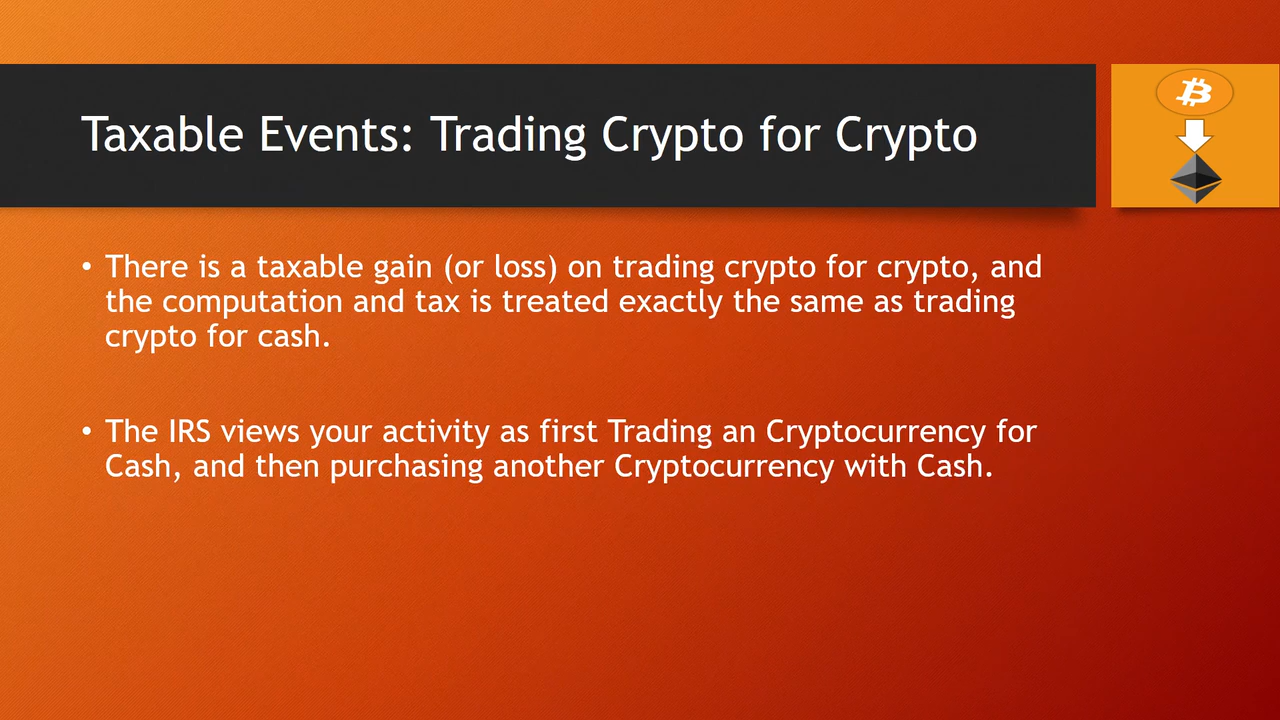 Taxable Events: Trading Crypto for Crypto
• There is a taxable gain (or loss) on trading crypto for crypto, and
the computation and tax is treated exactly the same as trading
crypto for cash.
• The IRS views your activity as first Trading an Cryptocurrency for
Cash, and then purchasing another Cryptocurrency with Cash.